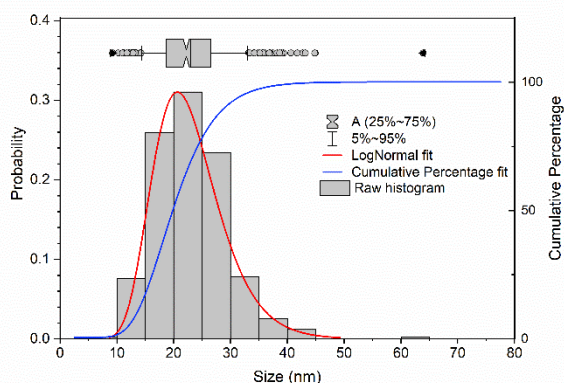 0.4
0.3
0.2
0.1
0.0
Probability
100
50
0
Cumulative Percentage
A (25%~75%)
5%~95%
LogNormal fit
Cumulative Percentage fit
Raw histogram
0 10 20 30 40 50 60 70 80
Size (nm)